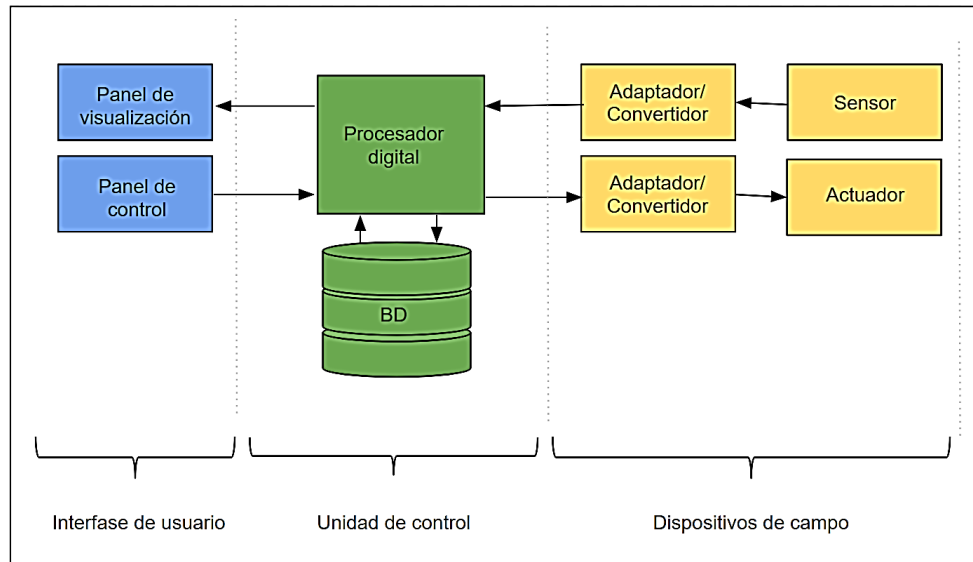 Panel de
visualización
Panel de
control
Procesador
digital
BD
Adaptador/
Convertidor
Sensor
Adaptador/
Convertidor
Actuador
Interfase de usuario
Unidad de control
Dispositivos de campo